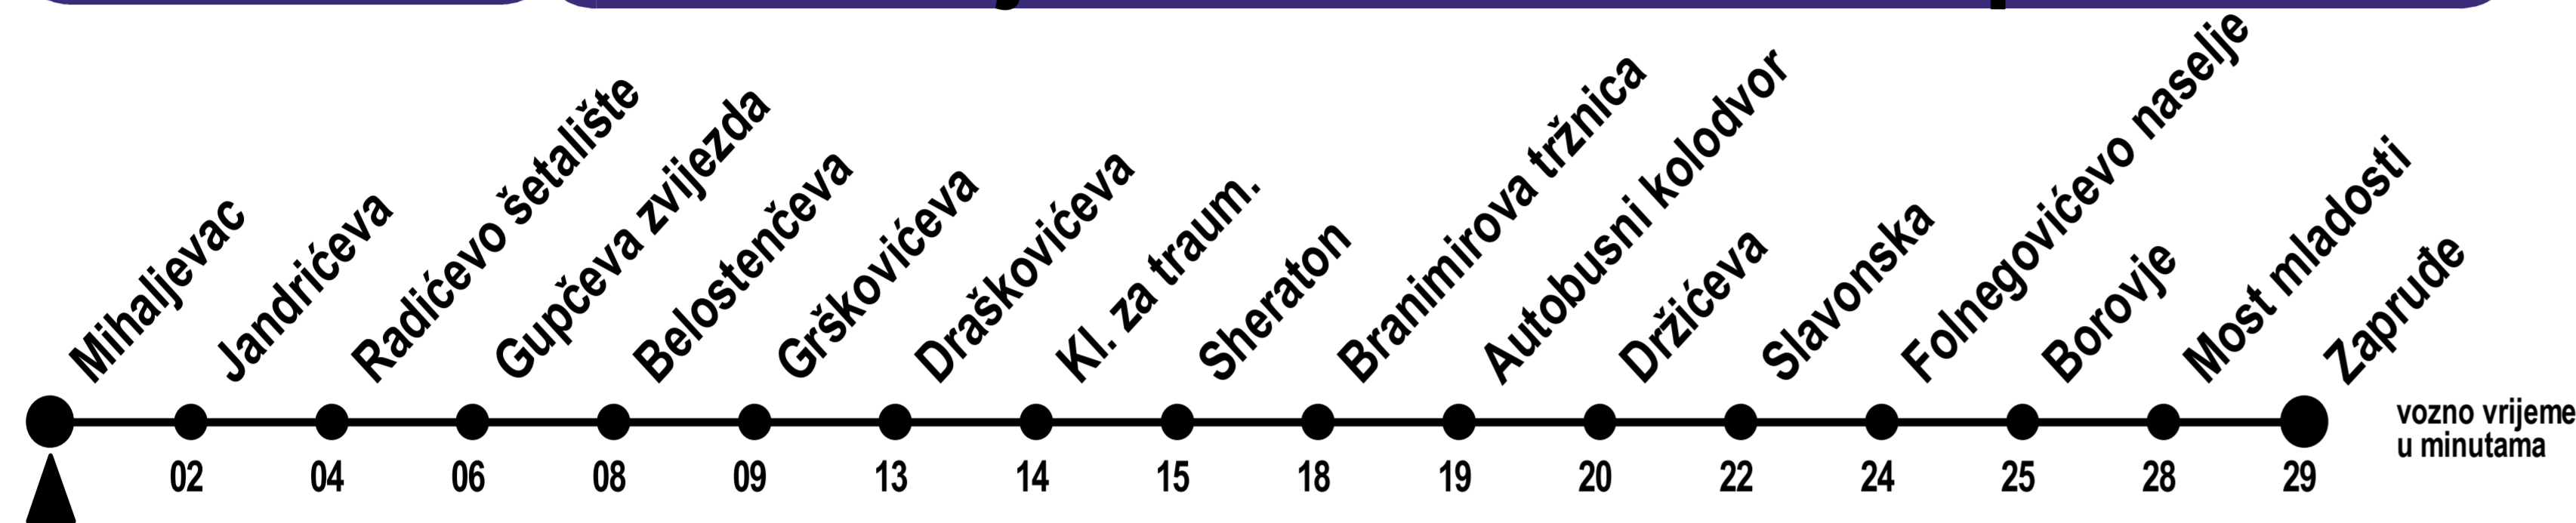 Mihaljevac
Jandrićeva
Radićevo šetalište
Gupčeva zvijezda
Belostenčeva
Grškovićeva
Draškovićeva
Kl. za traum.
Sheraton
Branimirova tržnica
Autobusni kolodvor
Držićeva
Slavonska
Folnegovićevo naselje
Borovje
Most mladosti
Zapruđe
vozno vrijeme
u minutama
02 04 06 08 09 13 14 15 18 19 20 22 24 25 28 29